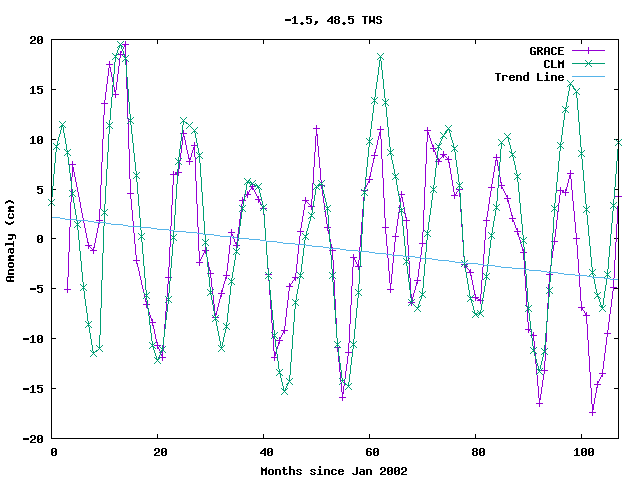 -1.5, 48.5 TWS
GRACE
CLM
Trend Line
20
15
10
5
0
-5
-10
-15
-20
Anomaly (cm)
0 20 40 60 80 100
Months since Jan 2002